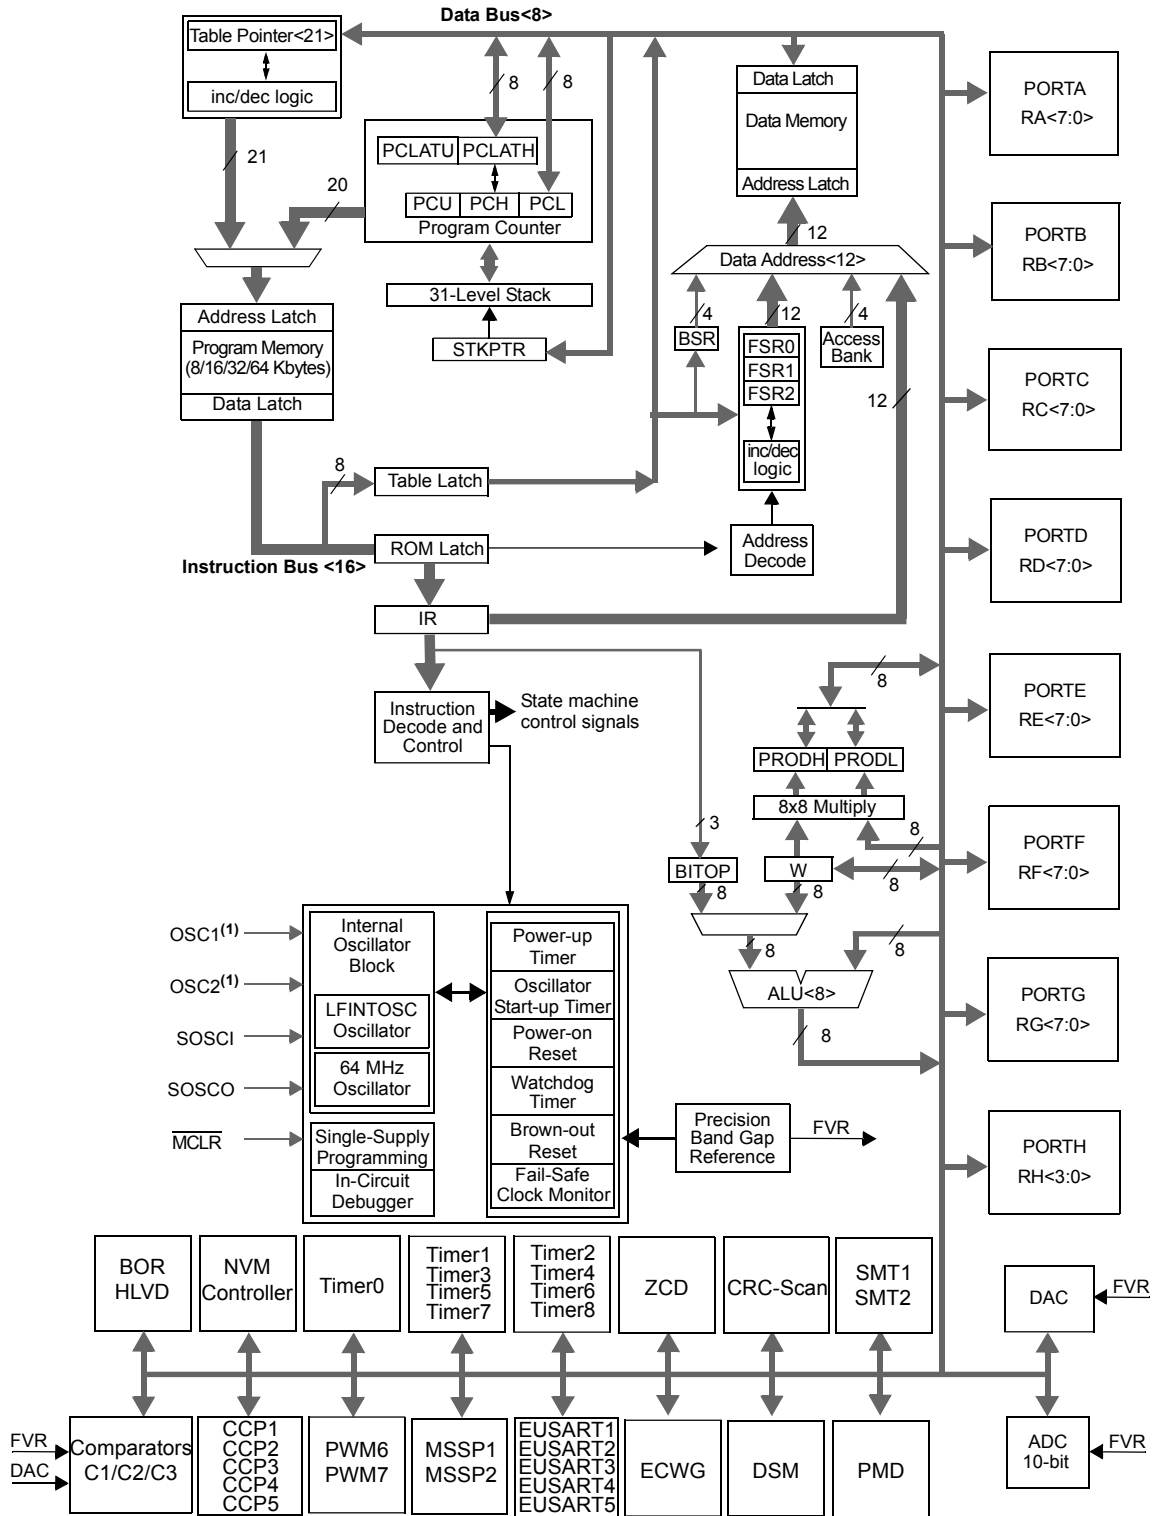 Data Bus<8>
Table Pointer<21>
inc/dec logic
21
20
8
8
PCLATU PCLATH
PCU PCH PCL
Program Counter
31-Level Stack
STKPTR
Address Latch
Program Memory
(8/16/32/64 Kbytes)
Data Latch
8
Table Latch
ROM Latch
Instruction Bus <16>
IR
Data Latch
Data Memory
Address Latch
12
Data Address<12>
4
12
4
BSR
FSR0
FSR1
FSR2
inc/dec
logic
Access
Bank
12
Address
Decode
Instruction
Decode and
Control
State machine
control signals
8
PRODH PRODL
8x8 Multiply
3
8
BITOP
W
8
8
8
8
8
ALU<8>
8
OSC1(1)
OSC2(1)
SOSCI
SOSCO
MCLR
Internal
Oscillator
Block
LFINTOSC
Oscillator
64 MHz
Oscillator
Single-Supply
Programming
In-Circuit
Debugger
Power-up
Timer
Oscillator
Start-up Timer
Power-on
Reset
Watchdog
Timer
Brown-out
Reset
Fail-Safe
Clock Monitor
Precision
Band Gap
Reference
FVR
PORTA
RA<7:0>
PORTB
RB<7:0>
PORTC
RC<7:0>
PORTD
RD<7:0>
PORTE
RE<7:0>
PORTF
RF<7:0>
PORTG
RG<7:0>
PORTH
RH<3:0>
BOR
HLVD
NVM
Controller
Timer0
Timer1
Timer3
Timer5
Timer7
Timer2
Timer4
Timer6
Timer8
ZCD
CRC-Scan
SMT1
SMT2
DAC
FVR
FVR
DAC
Comparators
C1/C2/C3
CCP1
CCP2
CCP3
CCP4
CCP5
PWM6
PWM7
MSSP1
MSSP2
EUSART1
EUSART2
EUSART3
EUSART4
EUSART5
ECWG
DSM
PMD
ADC
10-bit
FVR